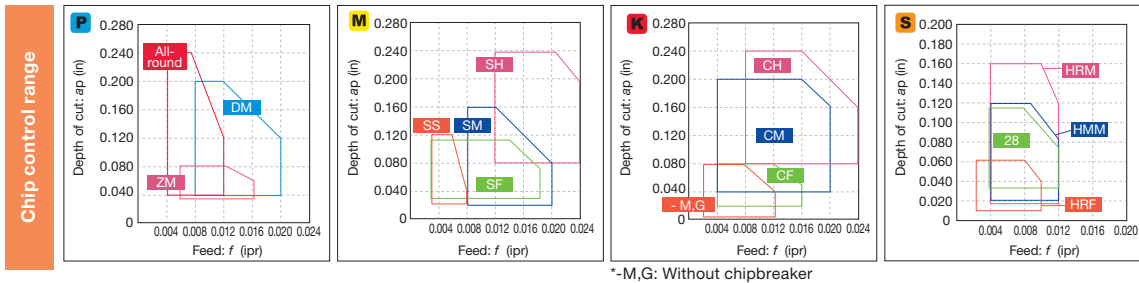 Chip control range
P
Depth of cut: ap (in)
0.280
0.240
0.200
0.160
0.120
0.080
0.040
0
All-
round
DM
ZM
0.004 0.008 0.012 0.016 0.020 0.024
Feed: f (ipr)
M
Depth of cut: ap (in)
0.280
0.240
0.200
0.160
0.120
0.080
0.040
0
SH
SS
SM
SF
0.004 0.008 0.012 0.016 0.020 0.024
Feed: f (ipr)
K
Depth of cut: ap (in)
0.280
0.240
0.200
0.160
0.120
0.080
0.040
0
CH
CM
CF
- M,G
0.004 0.008 0.012 0.016 0.020 0.024
Feed: f (ipr)
*-M,G: Without chipbreaker
S
Depth of cut: ap (in)
0.200
0.160
0.140
0.120
0.100
0.080
0.060
0.040
0.020
0
HRM
HMM
28
HRF
0.004 0.008 0.012 0.016 0.020
Feed: f (ipr)